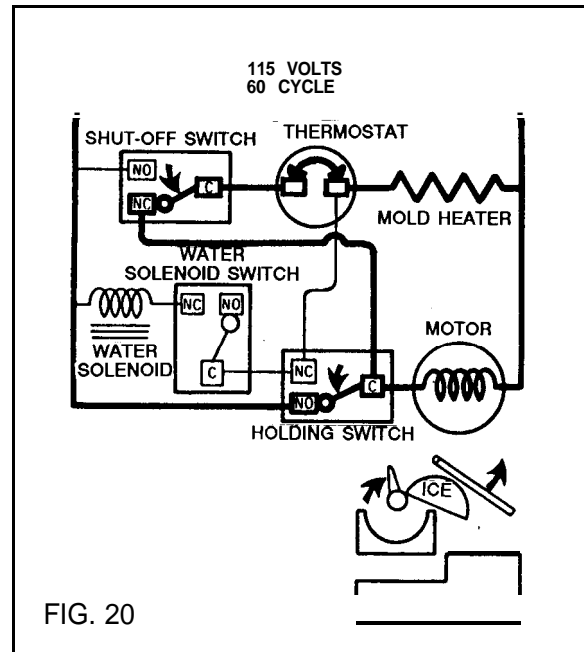 115 VOLTS
60 CYCLE
SHUT-OFF SWITCH
THERMOSTAT
NO
C
NC
MOLD HEATER
WATER
SOLENOID SWITCH
NC
NO
MOTOR
WATER
SOLENOID
C
NC
C
NO
HOLDING SWITCH
ICE
FIG. 20